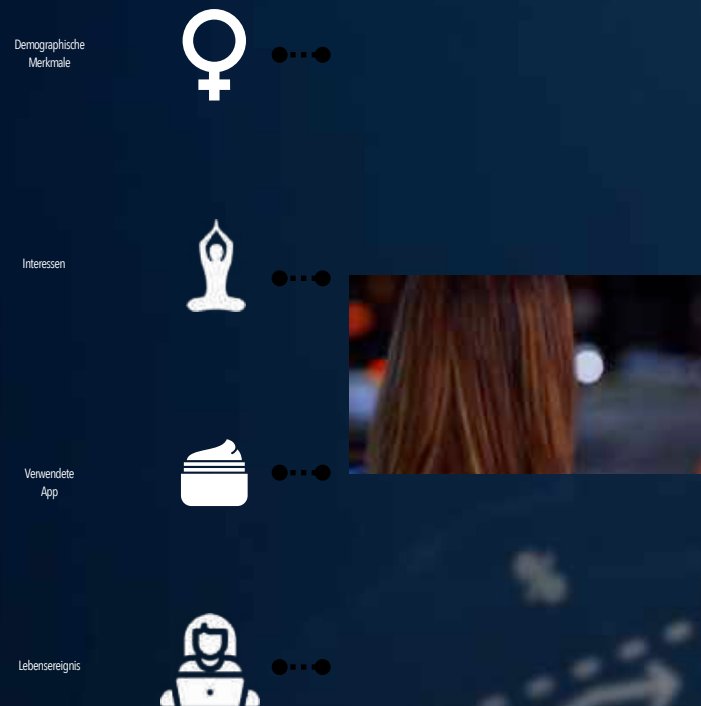 Demographische
Merkmale
Interessen
Verwendete
App
Lebensereignis